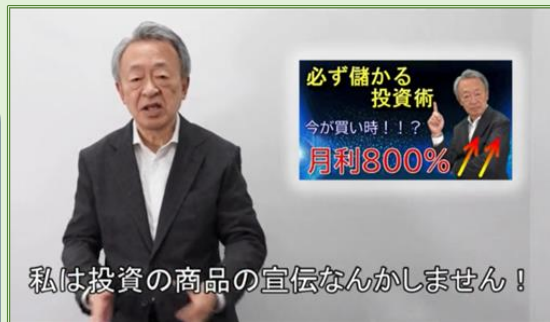 必ず儲かる
投資術
今が買い時！！？
月利800%
私は投資の商品の宣伝なんかしません！